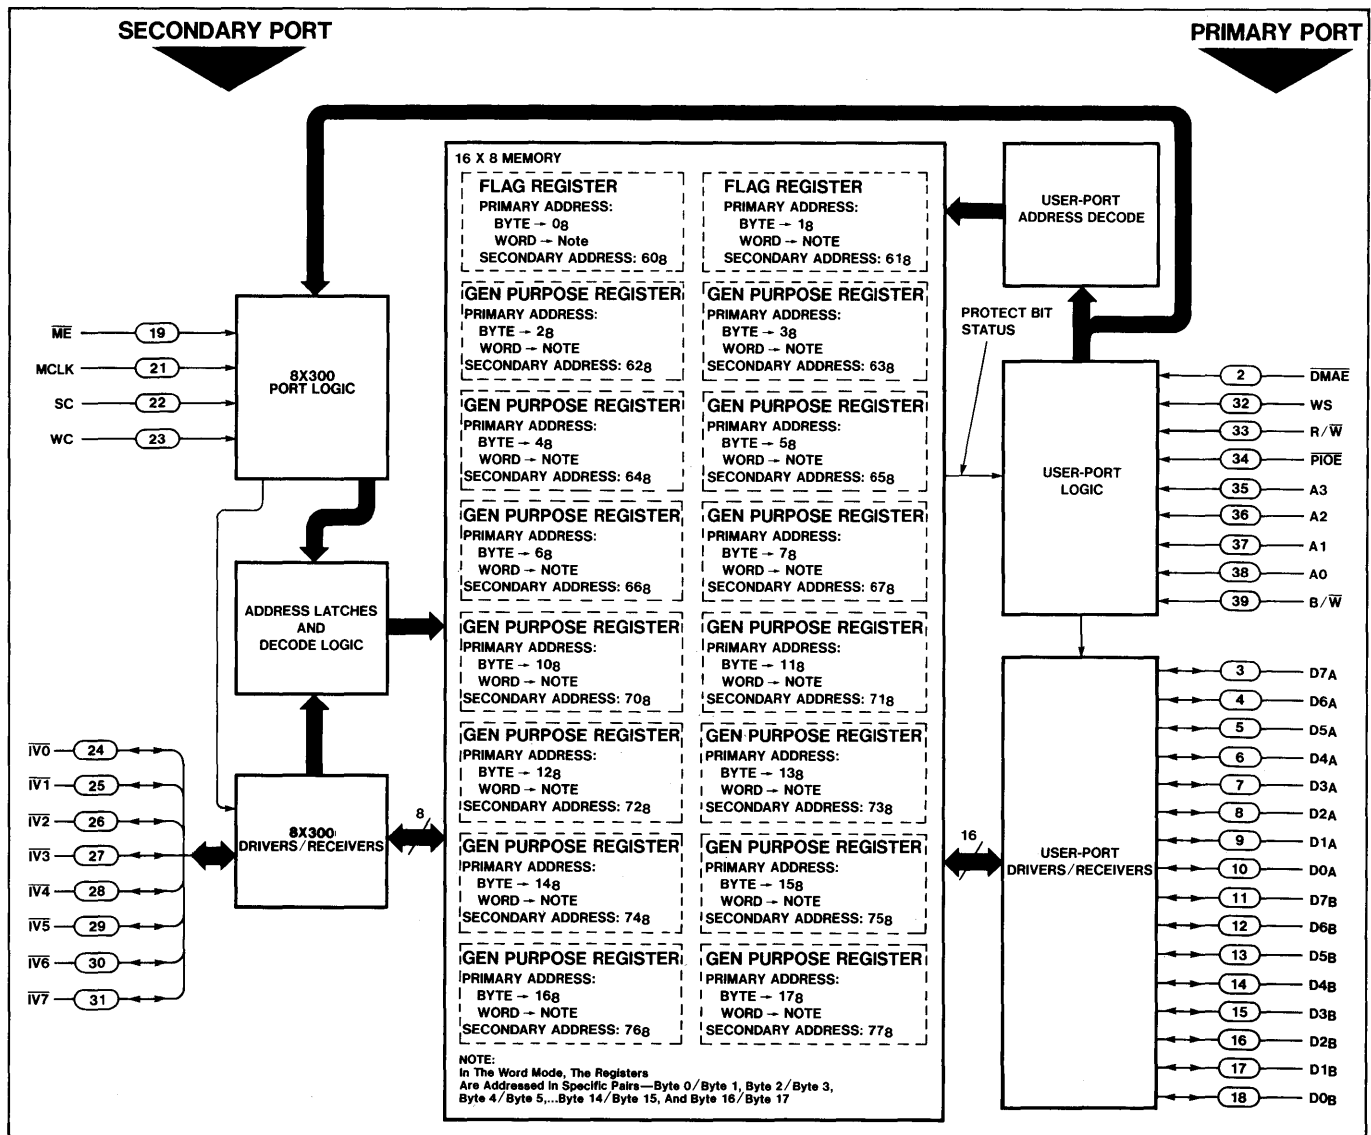 SECONDARY PORT
PRIMARY PORT
16 X 8 MEMORY
FLAG REGISTER
PRIMARY ADDRESS:
BYTE → 08
WORD → Note
SECONDARY ADDRESS: 608
FLAG REGISTER
PRIMARY ADDRESS:
BYTE → 18
WORD → NOTE
SECONDARY ADDRESS: 618
GEN PURPOSE REGISTER
PRIMARY ADDRESS:
BYTE → 28
WORD → NOTE
SECONDARY ADDRESS: 628
GEN PURPOSE REGISTER
PRIMARY ADDRESS:
BYTE → 38
WORD → NOTE
SECONDARY ADDRESS: 638
GEN PURPOSE REGISTER
PRIMARY ADDRESS:
BYTE → 48
WORD → NOTE
SECONDARY ADDRESS: 648
GEN PURPOSE REGISTER
PRIMARY ADDRESS:
BYTE → 58
WORD → NOTE
SECONDARY ADDRESS: 658
GEN PURPOSE REGISTER
PRIMARY ADDRESS:
BYTE → 68
WORD → NOTE
SECONDARY ADDRESS: 668
GEN PURPOSE REGISTER
PRIMARY ADDRESS:
BYTE → 78
WORD → NOTE
SECONDARY ADDRESS: 678
GEN PURPOSE REGISTER
PRIMARY ADDRESS:
BYTE → 108
WORD → NOTE
SECONDARY ADDRESS: 708
GEN PURPOSE REGISTER
PRIMARY ADDRESS:
BYTE → 118
WORD → NOTE
SECONDARY ADDRESS: 718
GEN PURPOSE REGISTER
PRIMARY ADDRESS:
BYTE → 128
WORD → NOTE
SECONDARY ADDRESS: 728
GEN PURPOSE REGISTER
PRIMARY ADDRESS:
BYTE → 138
WORD → NOTE
SECONDARY ADDRESS: 738
GEN PURPOSE REGISTER
PRIMARY ADDRESS:
BYTE → 148
WORD → NOTE
SECONDARY ADDRESS: 748
GEN PURPOSE REGISTER
PRIMARY ADDRESS:
BYTE → 158
WORD → NOTE
SECONDARY ADDRESS: 758
GEN PURPOSE REGISTER
PRIMARY ADDRESS:
BYTE → 168
WORD → NOTE
SECONDARY ADDRESS: 768
GEN PURPOSE REGISTER
PRIMARY ADDRESS:
BYTE → 178
WORD → NOTE
SECONDARY ADDRESS: 778
NOTE:
In The Word Mode, The Registers
Are Addressed In Specific Pairs—Byte 0/Byte 1, Byte 2/Byte 3,
Byte 4/Byte 5,...Byte 14/Byte 15, And Byte 16/Byte 17
ME 19
MCLK 21
SC 22
WC 23
8X300
PORT LOGIC
ADDRESS LATCHES
AND
DECODE LOGIC
IV0 24
IV1 25
IV2 26
IV3 27
IV4 28
IV5 29
IV6 30
IV7 31
8X300
DRIVERS/RECEIVERS
8
USER-PORT
ADDRESS DECODE
PROTECT BIT
STATUS
USER-PORT
LOGIC
2 DMAE
32 WS
33 R/W
34 PIOE
35 A3
36 A2
37 A1
38 A0
39 B/W
16
USER-PORT
DRIVERS/RECEIVERS
3 D7A
4 D6A
5 D5A
6 D4A
7 D3A
8 D2A
9 D1A
10 D0A
11 D7B
12 D6B
13 D5B
14 D4B
15 D3B
16 D2B
17 D1B
18 D0B